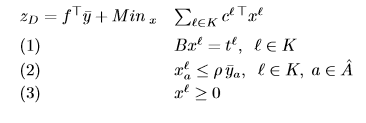 z_D = f^⊤ȳ + Min_x ∑_{ℓ∈K} c^{ℓ⊤}x^ℓ
(1) Bx^ℓ = t^ℓ, ℓ ∈ K
(2) x_a^ℓ ≤ ρ ȳ_a, ℓ ∈ K, a ∈ Â
(3) x^ℓ ≥ 0